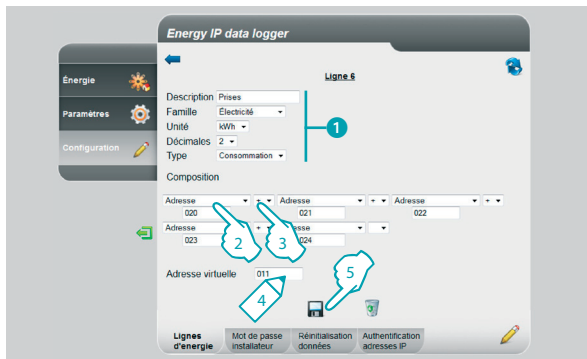 Energy IP data logger
Ligne 6
Énergie
Paramètres
Configuration
Description Prises
Famille Électricité
Unité kWh
Décimales 2
Type Consommation
1
Composition
Adresse + Adresse + Adresse +
020 021 022
Adresse + Adresse
023 024
2 3
Adresse virtuelle 011
4 5
Lignes d'energie
Mot de passe installateur
Réinitialisation données
Authentification adresses IP